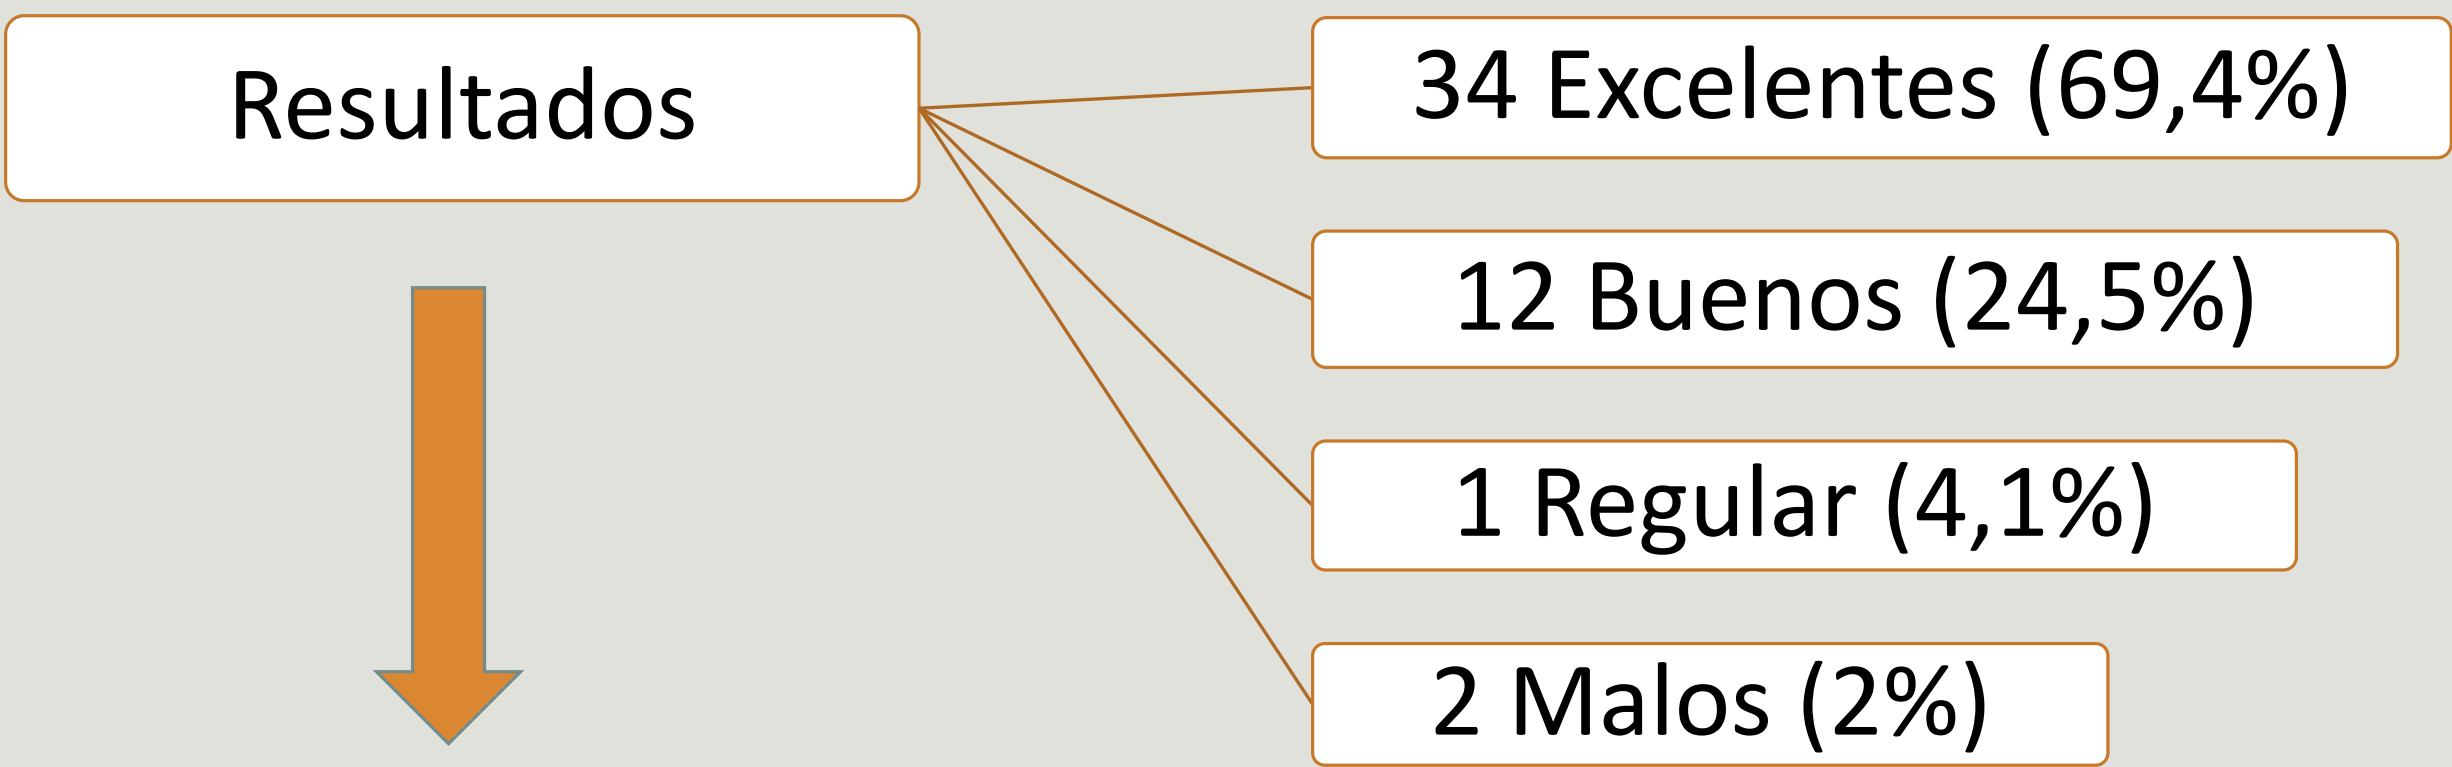 Resultados
34 Excelentes (69,4%)
12 Buenos (24,5%)
1 Regular (4,1%)
2 Malos (2%)